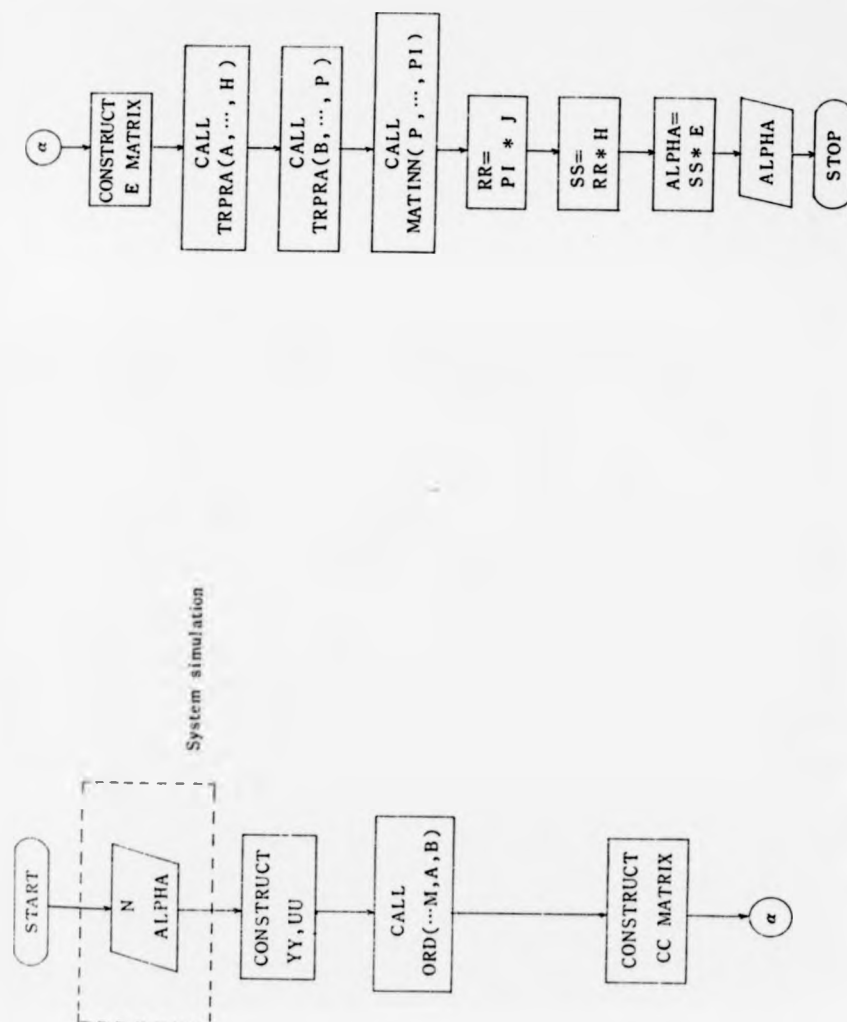 START
N
ALPHA
System simulation
CONSTRUCT
YY,UU
CALL
ORD(···M,A,B)
CONSTRUCT
CC MATRIX
α
α
CONSTRUCT
E MATRIX
CALL
TRPRA(A,···,H)
CALL
TRPRA(B,···,P)
CALL
MATINN(P,···,PI)
RR=
PI * J
SS=
RR* H
ALPHA=
SS* E
ALPHA
STOP